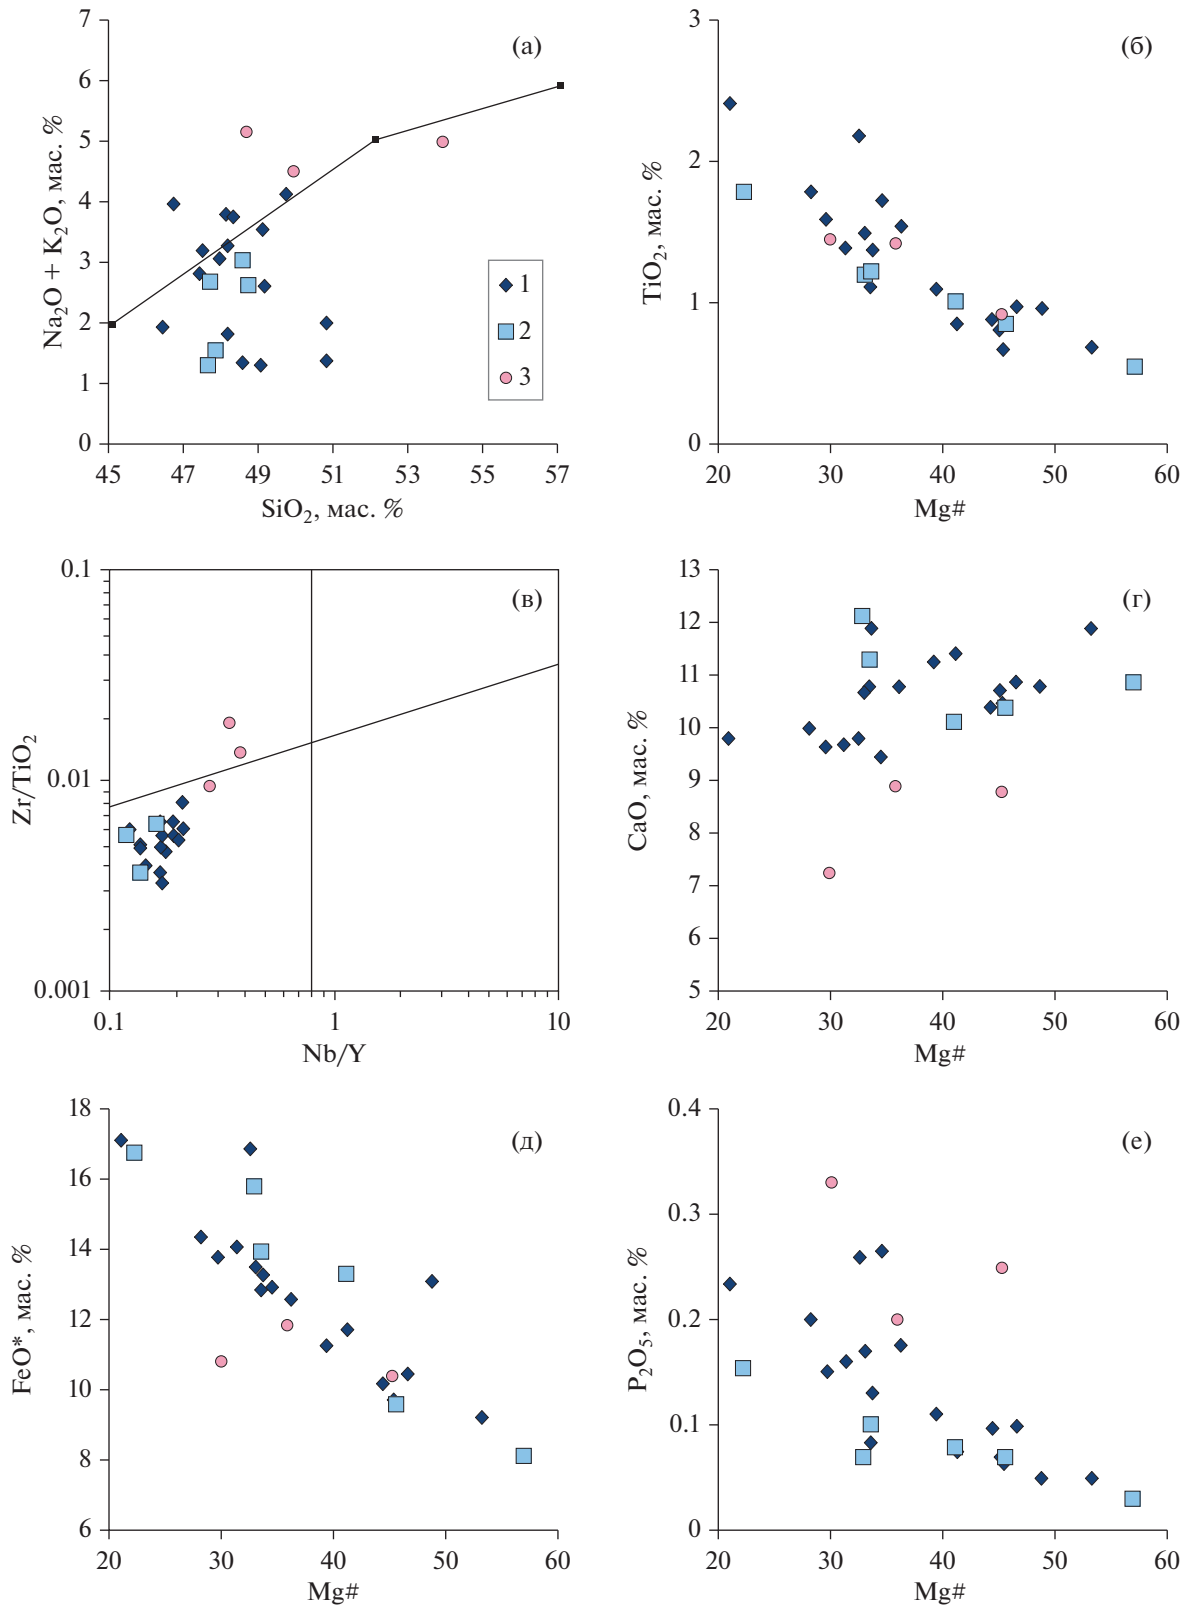 (а)
Na₂O + K₂O, мас. %
7
6
5
4
3
2
1
0
1
2
3
45 47 49 51 53 55 57
SiO₂, мас. %
(б)
TiO₂, мас. %
3
2
1
0
20 30 40 50 60
Mg#
(в)
Zr/TiO₂
0.1
0.01
0.001
0.1 1 10
Nb/Y
(г)
CaO, мас. %
13
12
11
10
9
8
7
6
5
20 30 40 50 60
Mg#
(д)
FeO*, мас. %
18
16
14
12
10
8
6
20 30 40 50 60
Mg#
(е)
P₂O₅, мас. %
0.4
0.3
0.2
0.1
0
20 30 40 50 60
Mg#